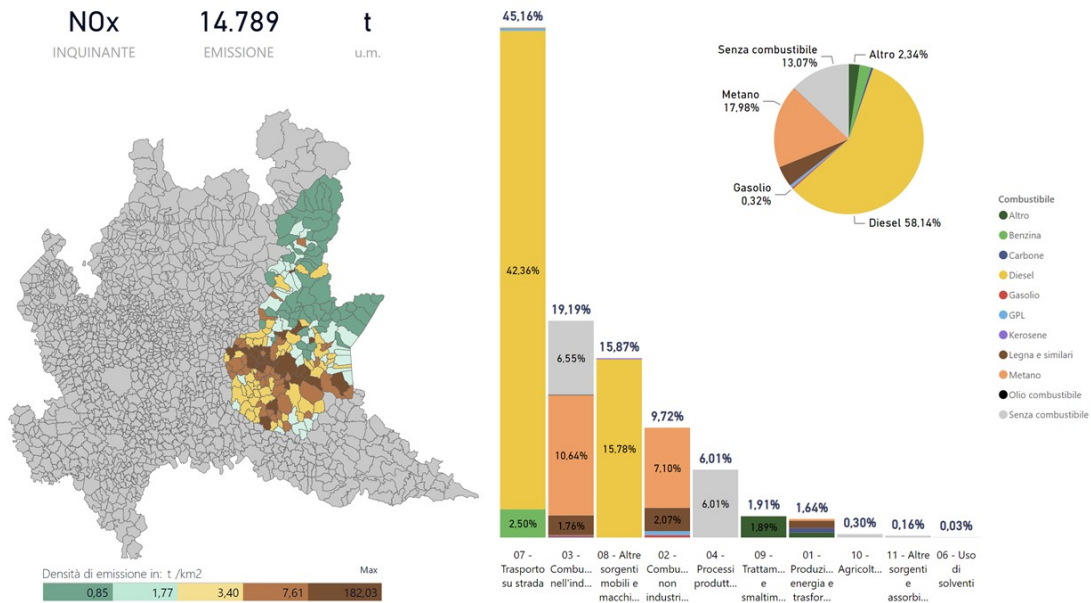 NOx
14.789
t
INQUINANTE
EMISSIONE
u.m.
45,16%
42,36%
2,50%
19,19%
6,55%
10,64%
1,76%
15,87%
15,78%
9,72%
7,10%
2,07%
6,01%
6,01%
1,91%
1,89%
1,64%
0,30%
0,16%
0,03%
07 -
Trasporto
su strada
03 -
Combu...
nell'ind...
08 - Altre
sorgenti
mobili e
macchi...
02 -
Combu...
non
industri...
04 -
Processi
produtt...
09 -
Trattam...
e
smaltim...
01 -
Produzi...
energia e
trasfor...
10 -
Agricolt...
11 - Altre
sorgenti
e
assorbi...
06 - Uso
di
solventi
Senza combustibile
13,07%
Altro 2,34%
Metano
17,98%
Gasolio
0,32%
Diesel 58,14%
Combustibile
Altro
Benzina
Carbone
Diesel
Gasolio
GPL
Kerosene
Legna e similari
Metano
Olio combustibile
Senza combustibile
Densità di emissione in: t /km2
Max
0,85
1,77
3,40
7,61
182,03